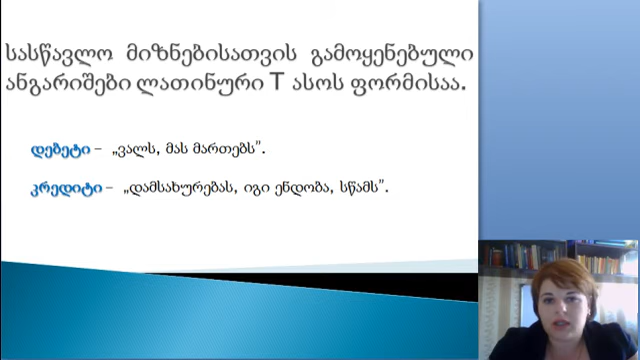 სასწავლო მიზნებისათვის გამოყენებული
ანგარიშები ლათინური T ასოს ფორმისაა.
დებეტი – „ვალს, მას მართებს”.
კრედიტი – „დამსახურებას, იგი ენდობა, სწამს”.